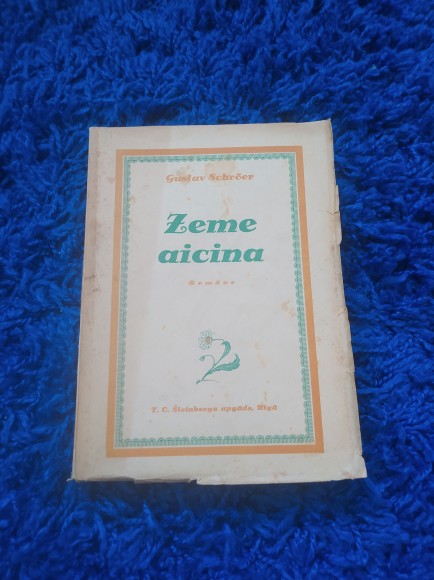 Gustav Schröer
Zeme
aicina
Romāns
T. C. Šteinberga apgāds, Rīgā